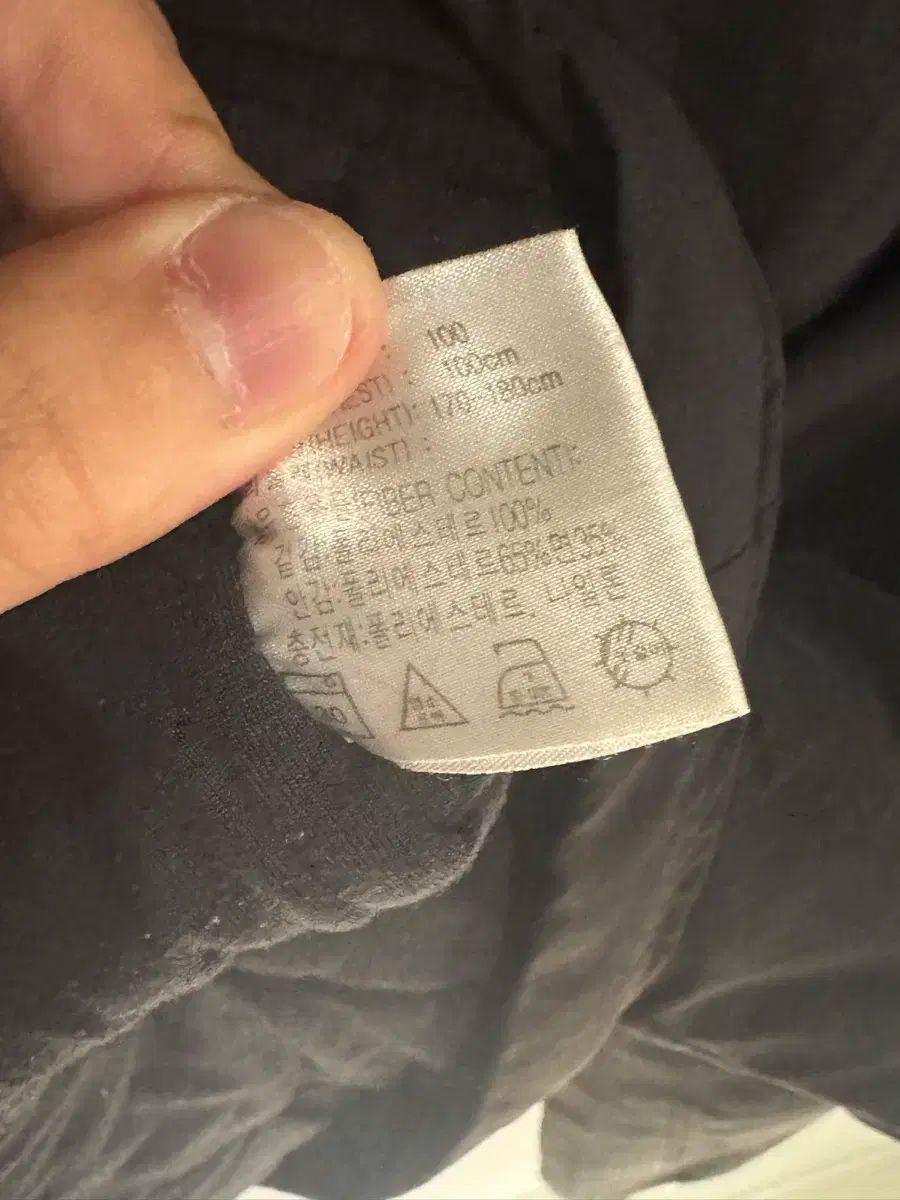 : 100
EST) : 100cm
(HEIGHT): 170-180cm
(WAIST) :
FIBER CONTENT):
겉감:폴리에스테르100%
안감:폴리에스테르65%면35%
충전재:폴리에스테르, 나일론